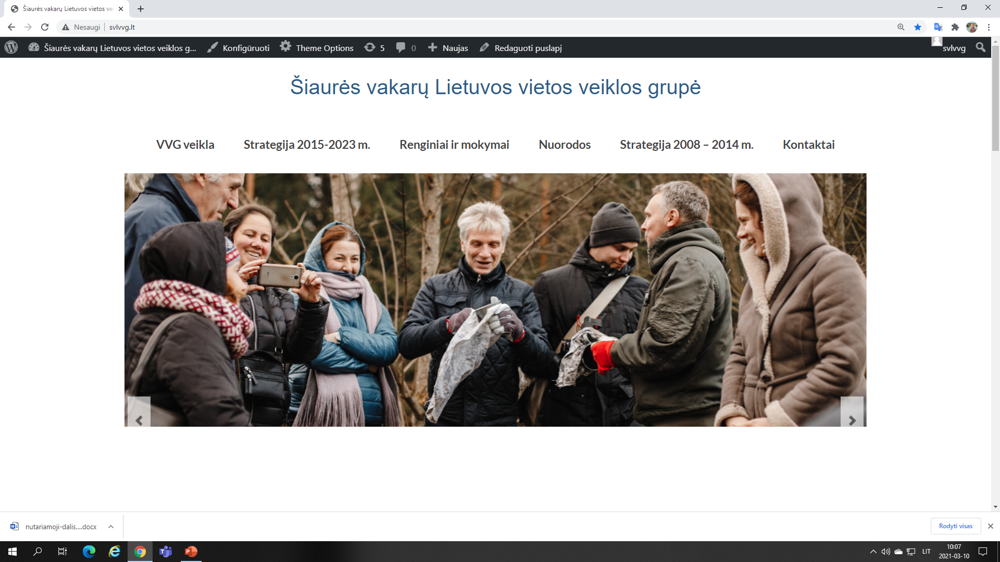 Šiaurės vakarų Lietuvos vietos ve
Nesaugi svlvvg.lt
Šiaurės vakarų Lietuvos vietos veiklos g... Konfigūruoti Theme Options 5 0 Naujas Redaguoti puslapį svlvvg
Šiaurės vakarų Lietuvos vietos veiklos grupė
VVG veikla Strategija 2015-2023 m. Renginiai ir mokymai Nuorodos Strategija 2008 – 2014 m. Kontaktai
nutariamoji-dalis....docx Rodyti visas
LIT 10:07
2021-03-10